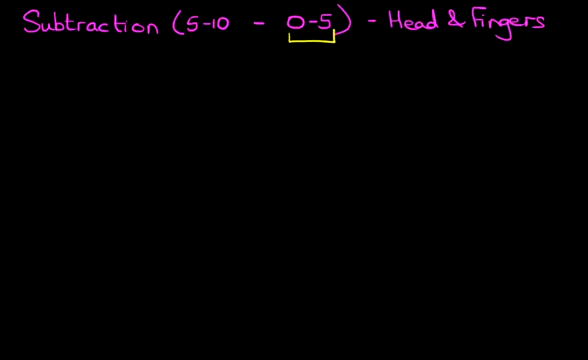 Subtraction (5-10 - 0-5) - Head & Fingers